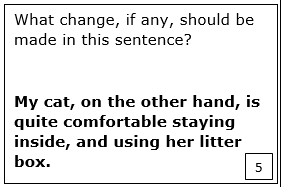 What change, if any, should be
made in this sentence?
My cat, on the other hand, is
quite comfortable staying
inside, and using her litter
box.
5